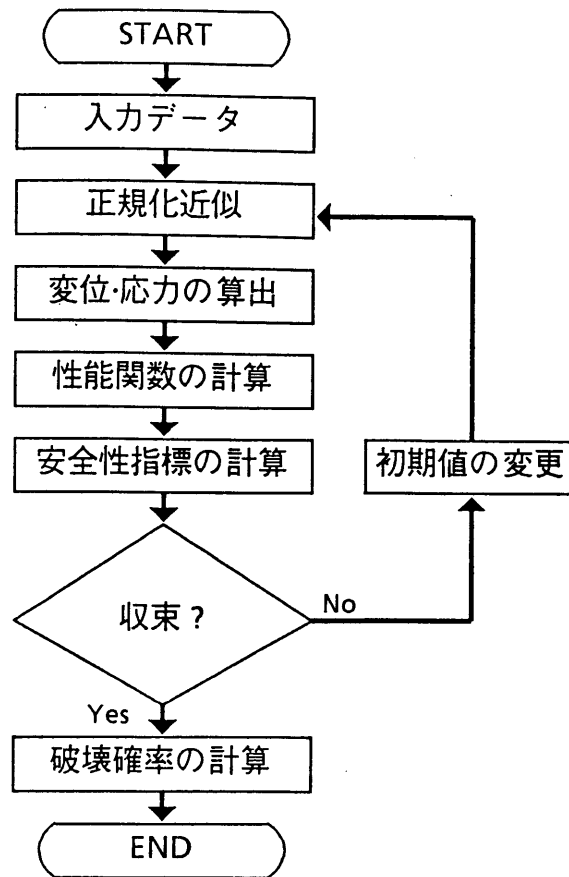 START
入力データ
正規化近似
変位·応力の算出
性能関数の計算
安全性指標の計算
初期値の変更
収束?
No
Yes
破壊確率の計算
END